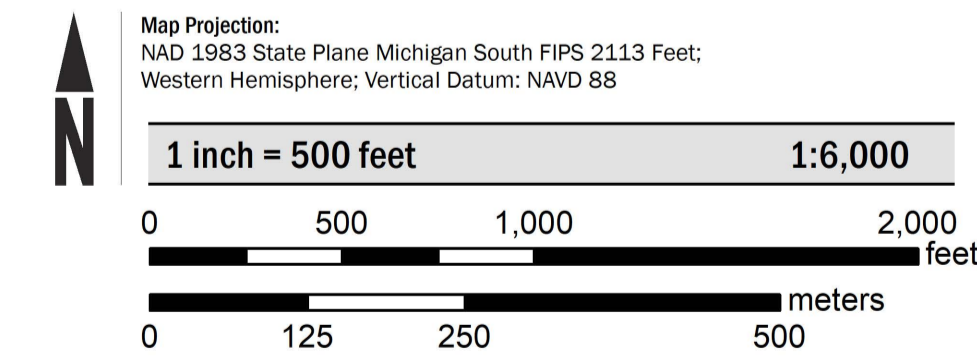 N
Map Projection:
NAD 1983 State Plane Michigan South FIPS 2113 Feet;
Western Hemisphere; Vertical Datum: NAVD 88
1 inch = 500 feet 1:6,000
0 500 1,000 2,000
feet
meters
0 125 250 500